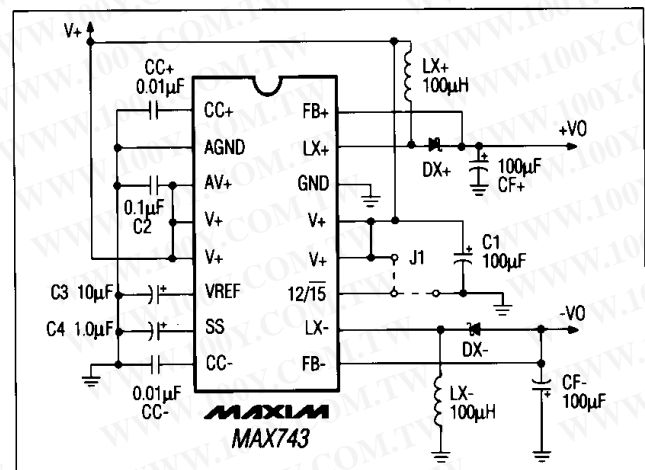 V+
CC+
0.01µF
CC+
AGND
AV+
0.1µF
C2
V+
V+
C3 10µF
VREF
C4 1.0µF
SS
CC-
0.01µF
CC-
FB+
LX+
GND
V+
V+
12/15
LX-
FB-
LX+
100µH
DX+
+VO
100µF
CF+
J1
C1
100µF
-VO
DX-
LX-
100µH
CF-
100µF
MAXIM
MAX743
WWW.100Y.COM.TW